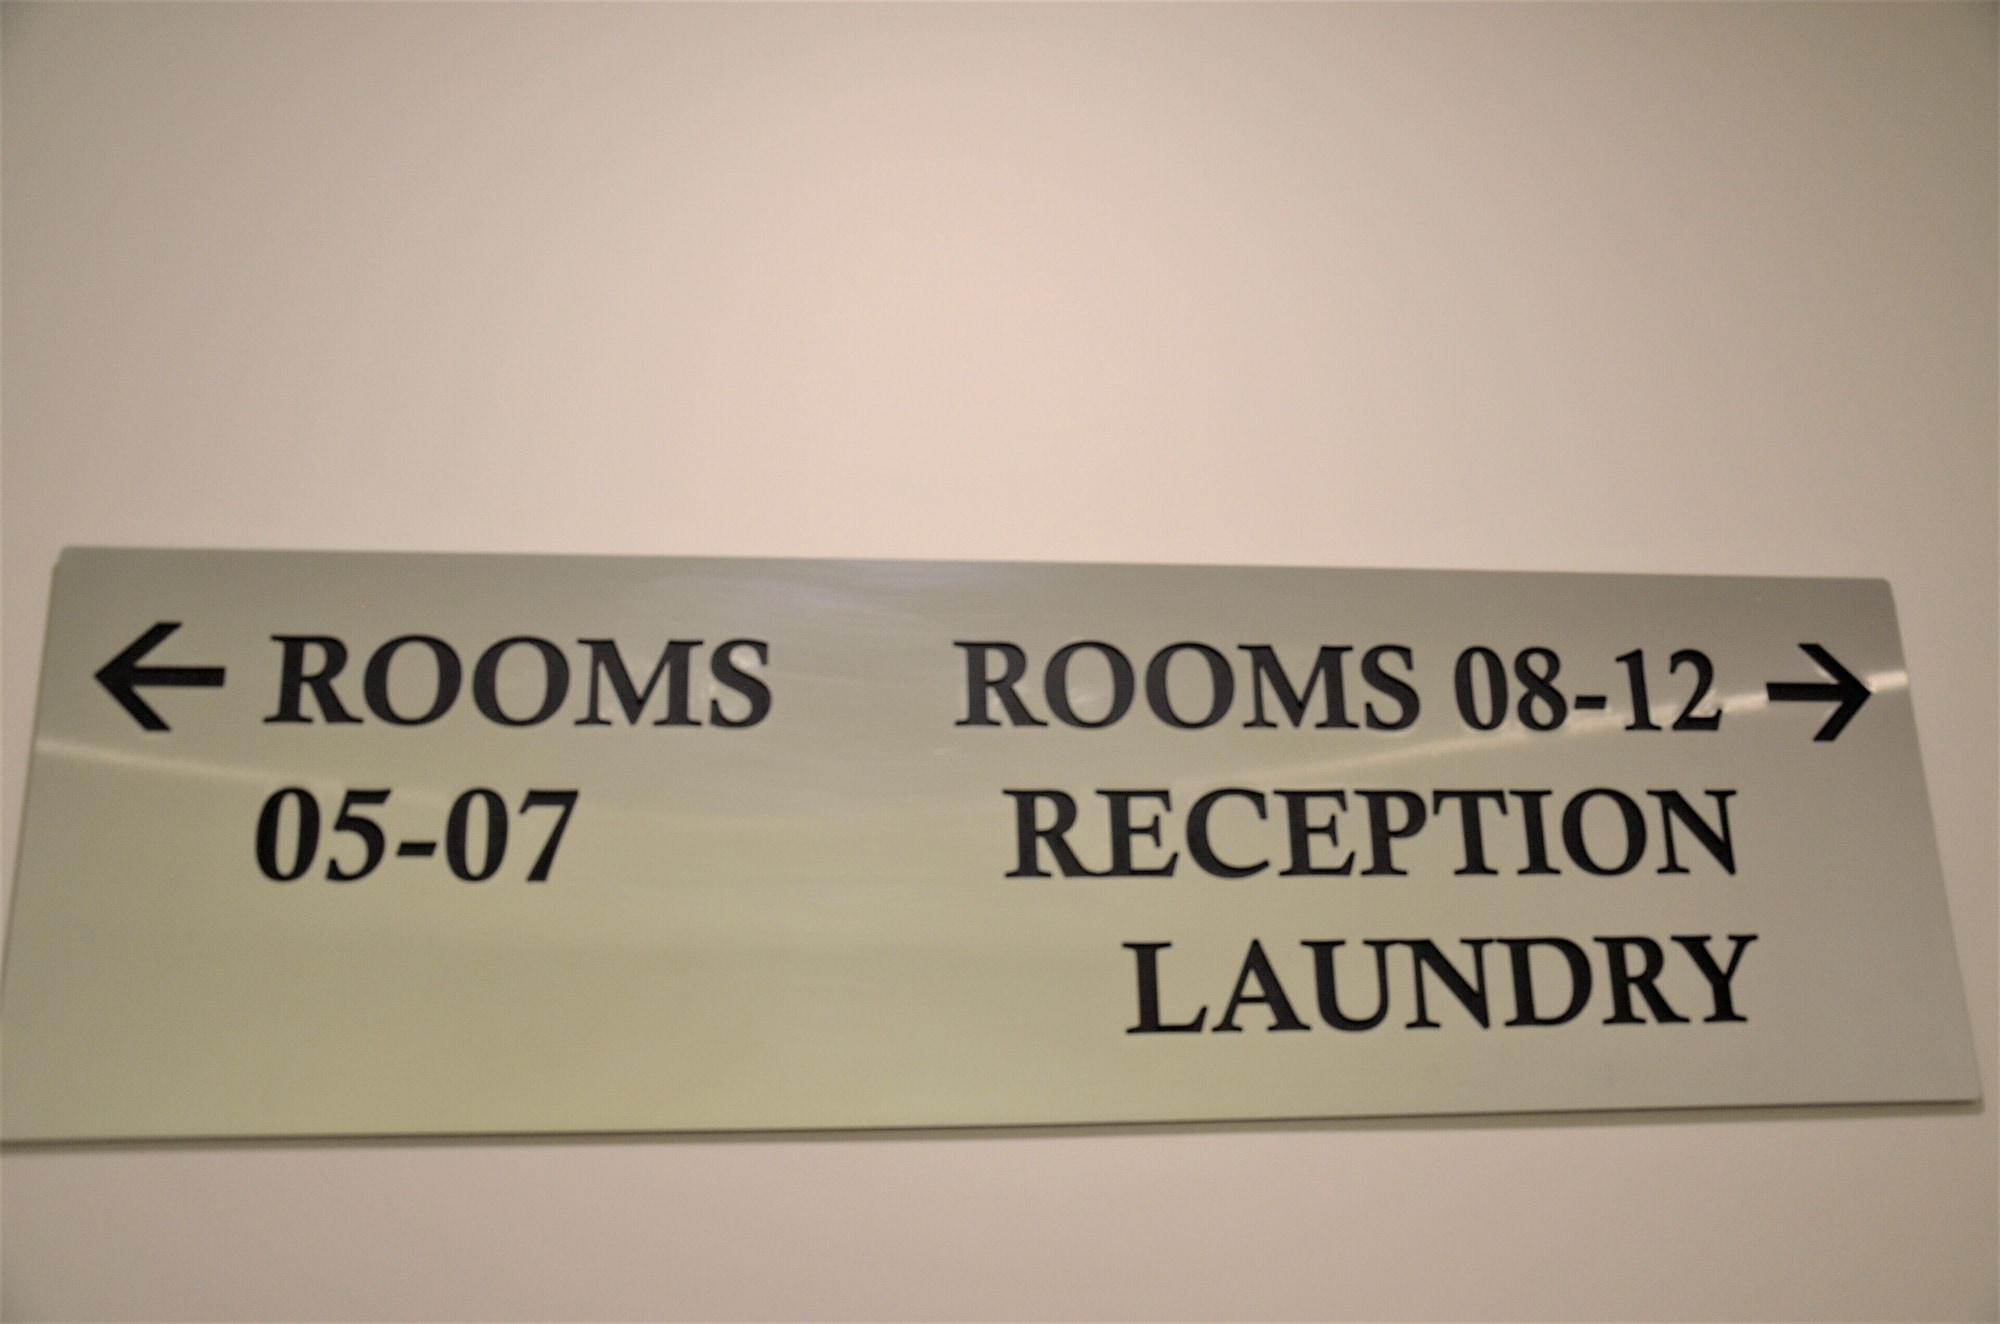 ← ROOMS
05-07
ROOMS 08-12 →
RECEPTION
LAUNDRY